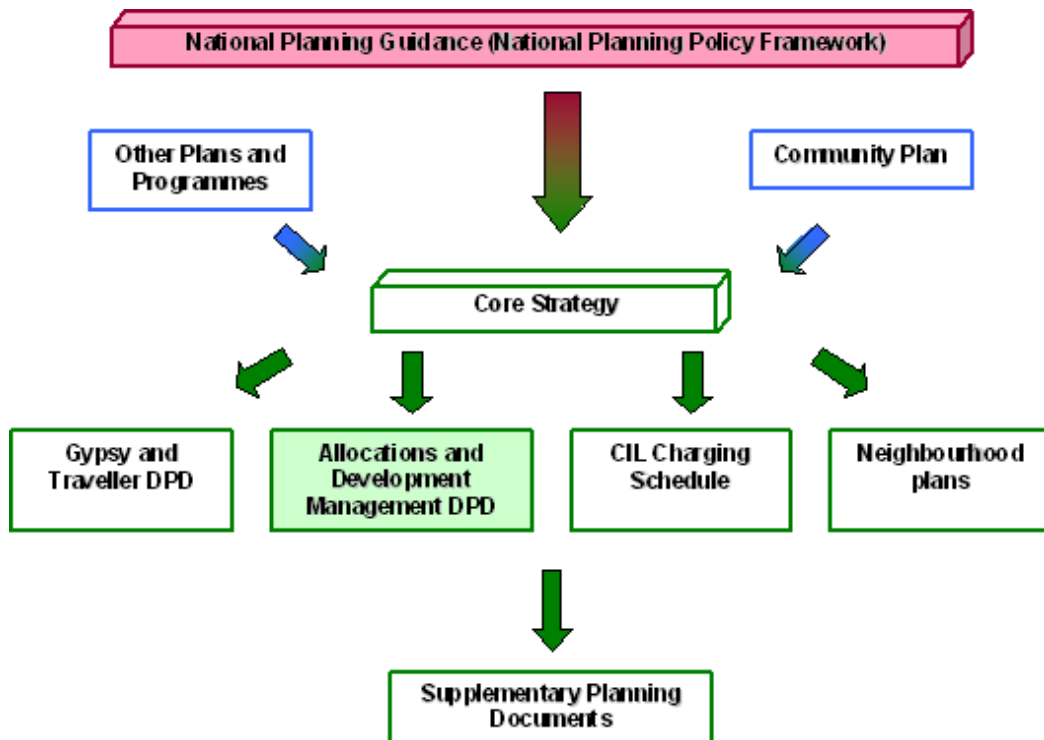 National Planning Guidance (National Planning Policy Framework)
Other Plans and
Programmes
Community Plan
Core Strategy
Gypsy and
Traveller DPD
Allocations and
Development
Management DPD
CIL Charging
Schedule
Neighbourhood
plans
Supplementary Planning
Documents